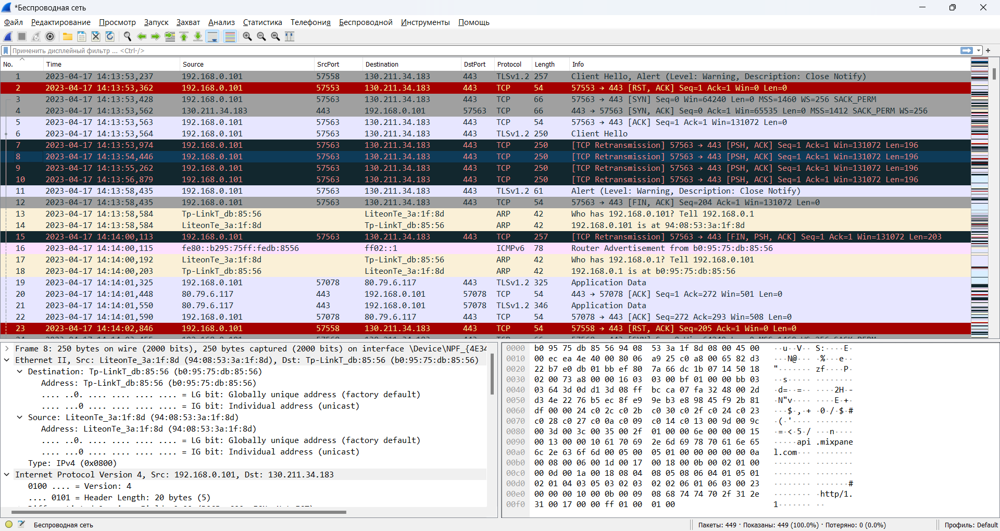 *Беспроводная сеть
Файл Редактирование Просмотр Запуск Захват Анализ Статистика Телефония Беспроводной Инструменты Помощь
Применить дисплейный фильтр ... <Ctrl-/>
No. Time Source SrcPort Destination DstPort Protocol Length Info
1 2023-04-17 14:13:53,237 192.168.0.101 57558 130.211.34.183 443 TLSv1.2 257 Client Hello, Alert (Level: Warning, Description: Close Notify)
2 2023-04-17 14:13:53,362 192.168.0.101 57553 130.211.34.183 443 TCP 54 57553 → 443 [RST, ACK] Seq=1 Ack=1 Win=0 Len=0
3 2023-04-17 14:13:53,428 192.168.0.101 57563 130.211.34.183 443 TCP 66 57563 → 443 [SYN] Seq=0 Win=64240 Len=0 MSS=1460 WS=256 SACK_PERM
4 2023-04-17 14:13:53,562 130.211.34.183 443 192.168.0.101 57563 TCP 66 443 → 57563 [SYN, ACK] Seq=0 Ack=1 Win=65535 Len=0 MSS=1412 SACK_PERM WS=256
5 2023-04-17 14:13:53,563 192.168.0.101 57563 130.211.34.183 443 TCP 54 57563 → 443 [ACK] Seq=1 Ack=1 Win=131072 Len=0
6 2023-04-17 14:13:53,564 192.168.0.101 57563 130.211.34.183 443 TLSv1.2 250 Client Hello
7 2023-04-17 14:13:53,974 192.168.0.101 57563 130.211.34.183 443 TCP 250 [TCP Retransmission] 57563 → 443 [PSH, ACK] Seq=1 Ack=1 Win=131072 Len=196
8 2023-04-17 14:13:54,446 192.168.0.101 57563 130.211.34.183 443 TCP 250 [TCP Retransmission] 57563 → 443 [PSH, ACK] Seq=1 Ack=1 Win=131072 Len=196
9 2023-04-17 14:13:55,262 192.168.0.101 57563 130.211.34.183 443 TCP 250 [TCP Retransmission] 57563 → 443 [PSH, ACK] Seq=1 Ack=1 Win=131072 Len=196
10 2023-04-17 14:13:56,879 192.168.0.101 57563 130.211.34.183 443 TCP 250 [TCP Retransmission] 57563 → 443 [PSH, ACK] Seq=1 Ack=1 Win=131072 Len=196
11 2023-04-17 14:13:58,435 192.168.0.101 57563 130.211.34.183 443 TLSv1.2 61 Alert (Level: Warning, Description: Close Notify)
12 2023-04-17 14:13:58,435 192.168.0.101 57563 130.211.34.183 443 TCP 54 57563 → 443 [FIN, ACK] Seq=204 Ack=1 Win=131072 Len=0
13 2023-04-17 14:13:58,584 Tp-LinkT_db:85:56 LiteonTe_3a:1f:8d ARP 42 Who has 192.168.0.101? Tell 192.168.0.1
14 2023-04-17 14:13:58,584 LiteonTe_3a:1f:8d Tp-LinkT_db:85:56 ARP 42 192.168.0.101 is at 94:08:53:3a:1f:8d
15 2023-04-17 14:14:00,113 192.168.0.101 57563 130.211.34.183 443 TCP 257 [TCP Retransmission] 57563 → 443 [FIN, PSH, ACK] Seq=1 Ack=1 Win=131072 Len=203
16 2023-04-17 14:14:00,115 fe80::b295:75ff:fedb:8556 ff02::1 ICMPv6 78 Router Advertisement from b0:95:75:db:85:56
17 2023-04-17 14:14:00,192 LiteonTe_3a:1f:8d Tp-LinkT_db:85:56 ARP 42 Who has 192.168.0.1? Tell 192.168.0.101
18 2023-04-17 14:14:00,203 Tp-LinkT_db:85:56 LiteonTe_3a:1f:8d ARP 42 192.168.0.1 is at b0:95:75:db:85:56
19 2023-04-17 14:14:01,325 192.168.0.101 57078 80.79.6.117 443 TLSv1.2 325 Application Data
20 2023-04-17 14:14:01,448 80.79.6.117 443 192.168.0.101 57078 TCP 54 443 → 57078 [ACK] Seq=1 Ack=272 Win=501 Len=0
21 2023-04-17 14:14:01,550 80.79.6.117 443 192.168.0.101 57078 TLSv1.2 346 Application Data
22 2023-04-17 14:14:01,590 192.168.0.101 57078 80.79.6.117 443 TCP 54 57078 → 443 [ACK] Seq=272 Ack=293 Win=508 Len=0
23 2023-04-17 14:14:02,846 192.168.0.101 57558 130.211.34.183 443 TCP 54 57558 → 443 [RST, ACK] Seq=205 Ack=1 Win=0 Len=0
Frame 8: 250 bytes on wire (2000 bits), 250 bytes captured (2000 bits) on interface \Device\NPF_{4E34
Ethernet II, Src: LiteonTe_3a:1f:8d (94:08:53:3a:1f:8d), Dst: Tp-LinkT_db:85:56 (b0:95:75:db:85:56)
Destination: Tp-LinkT_db:85:56 (b0:95:75:db:85:56)
Address: Tp-LinkT_db:85:56 (b0:95:75:db:85:56)
.... ..0. .... .... .... .... = LG bit: Globally unique address (factory default)
.... ...0 .... .... .... .... = IG bit: Individual address (unicast)
Source: LiteonTe_3a:1f:8d (94:08:53:3a:1f:8d)
Address: LiteonTe_3a:1f:8d (94:08:53:3a:1f:8d)
.... ..0. .... .... .... .... = LG bit: Globally unique address (factory default)
.... ...0 .... .... .... .... = IG bit: Individual address (unicast)
Type: IPv4 (0x0800)
Internet Protocol Version 4, Src: 192.168.0.101, Dst: 130.211.34.183
0100 .... = Version: 4
.... 0101 = Header Length: 20 bytes (5)
0000 b0 95 75 db 85 56 94 08 53 3a 1f 8d 08 00 45 00 ··u··V·· S:····E·
0010 00 ec ea 4e 40 00 80 06 a9 25 c0 a8 00 65 82 d3 ···N@··· ·%···e··
0020 22 b7 e0 db 01 bb ef 80 7a 66 dc 1b 07 14 50 18 "······· zf····P·
0030 02 00 73 a8 00 00 16 03 03 00 bf 01 00 00 bb 03 ··s····· ········
0040 03 64 3d 0d d1 3d 08 ff bc ca 07 fa 32 48 00 2d ·d=··=·· ····2H·-
0050 d3 4e 22 76 b5 ec 8f e9 9e b3 e8 98 45 f9 2b 81 ·N"v···· ····E·+·
0060 df 00 00 24 c0 2c c0 2b c0 30 c0 2f c0 24 c0 23 ···$·,·+ ·0·/·$·#
0070 c0 28 c0 27 c0 0a c0 09 c0 14 c0 13 00 9d 00 9c ·(·'···· ········
0080 00 3d 00 3c 00 35 00 2f 01 00 00 6e 00 00 00 15 ·=·<·5·/ ···n····
0090 00 13 00 00 10 61 70 69 2e 6d 69 78 70 61 6e 65 ·····api .mixpane
00a0 6c 2e 63 6f 6d 00 05 00 05 01 00 00 00 00 00 0a l.com··· ········
00b0 00 08 00 06 00 1d 00 17 00 18 00 0b 00 02 01 00 ········ ········
00c0 00 0d 00 1a 00 18 08 04 08 05 08 06 04 01 05 01 ········ ········
00d0 02 01 04 03 05 03 02 03 02 02 06 01 06 03 00 23 ········ ·······#
00e0 00 00 00 10 00 0b 00 09 08 68 74 74 70 2f 31 2e ········ ·http/1.
00f0 31 00 17 00 00 ff 01 00 01 00 1······· ··
Беспроводная сеть Пакеты: 449 · Показаны: 449 (100.0%) · Потеряно: 0 (0.0%) Профиль: Default